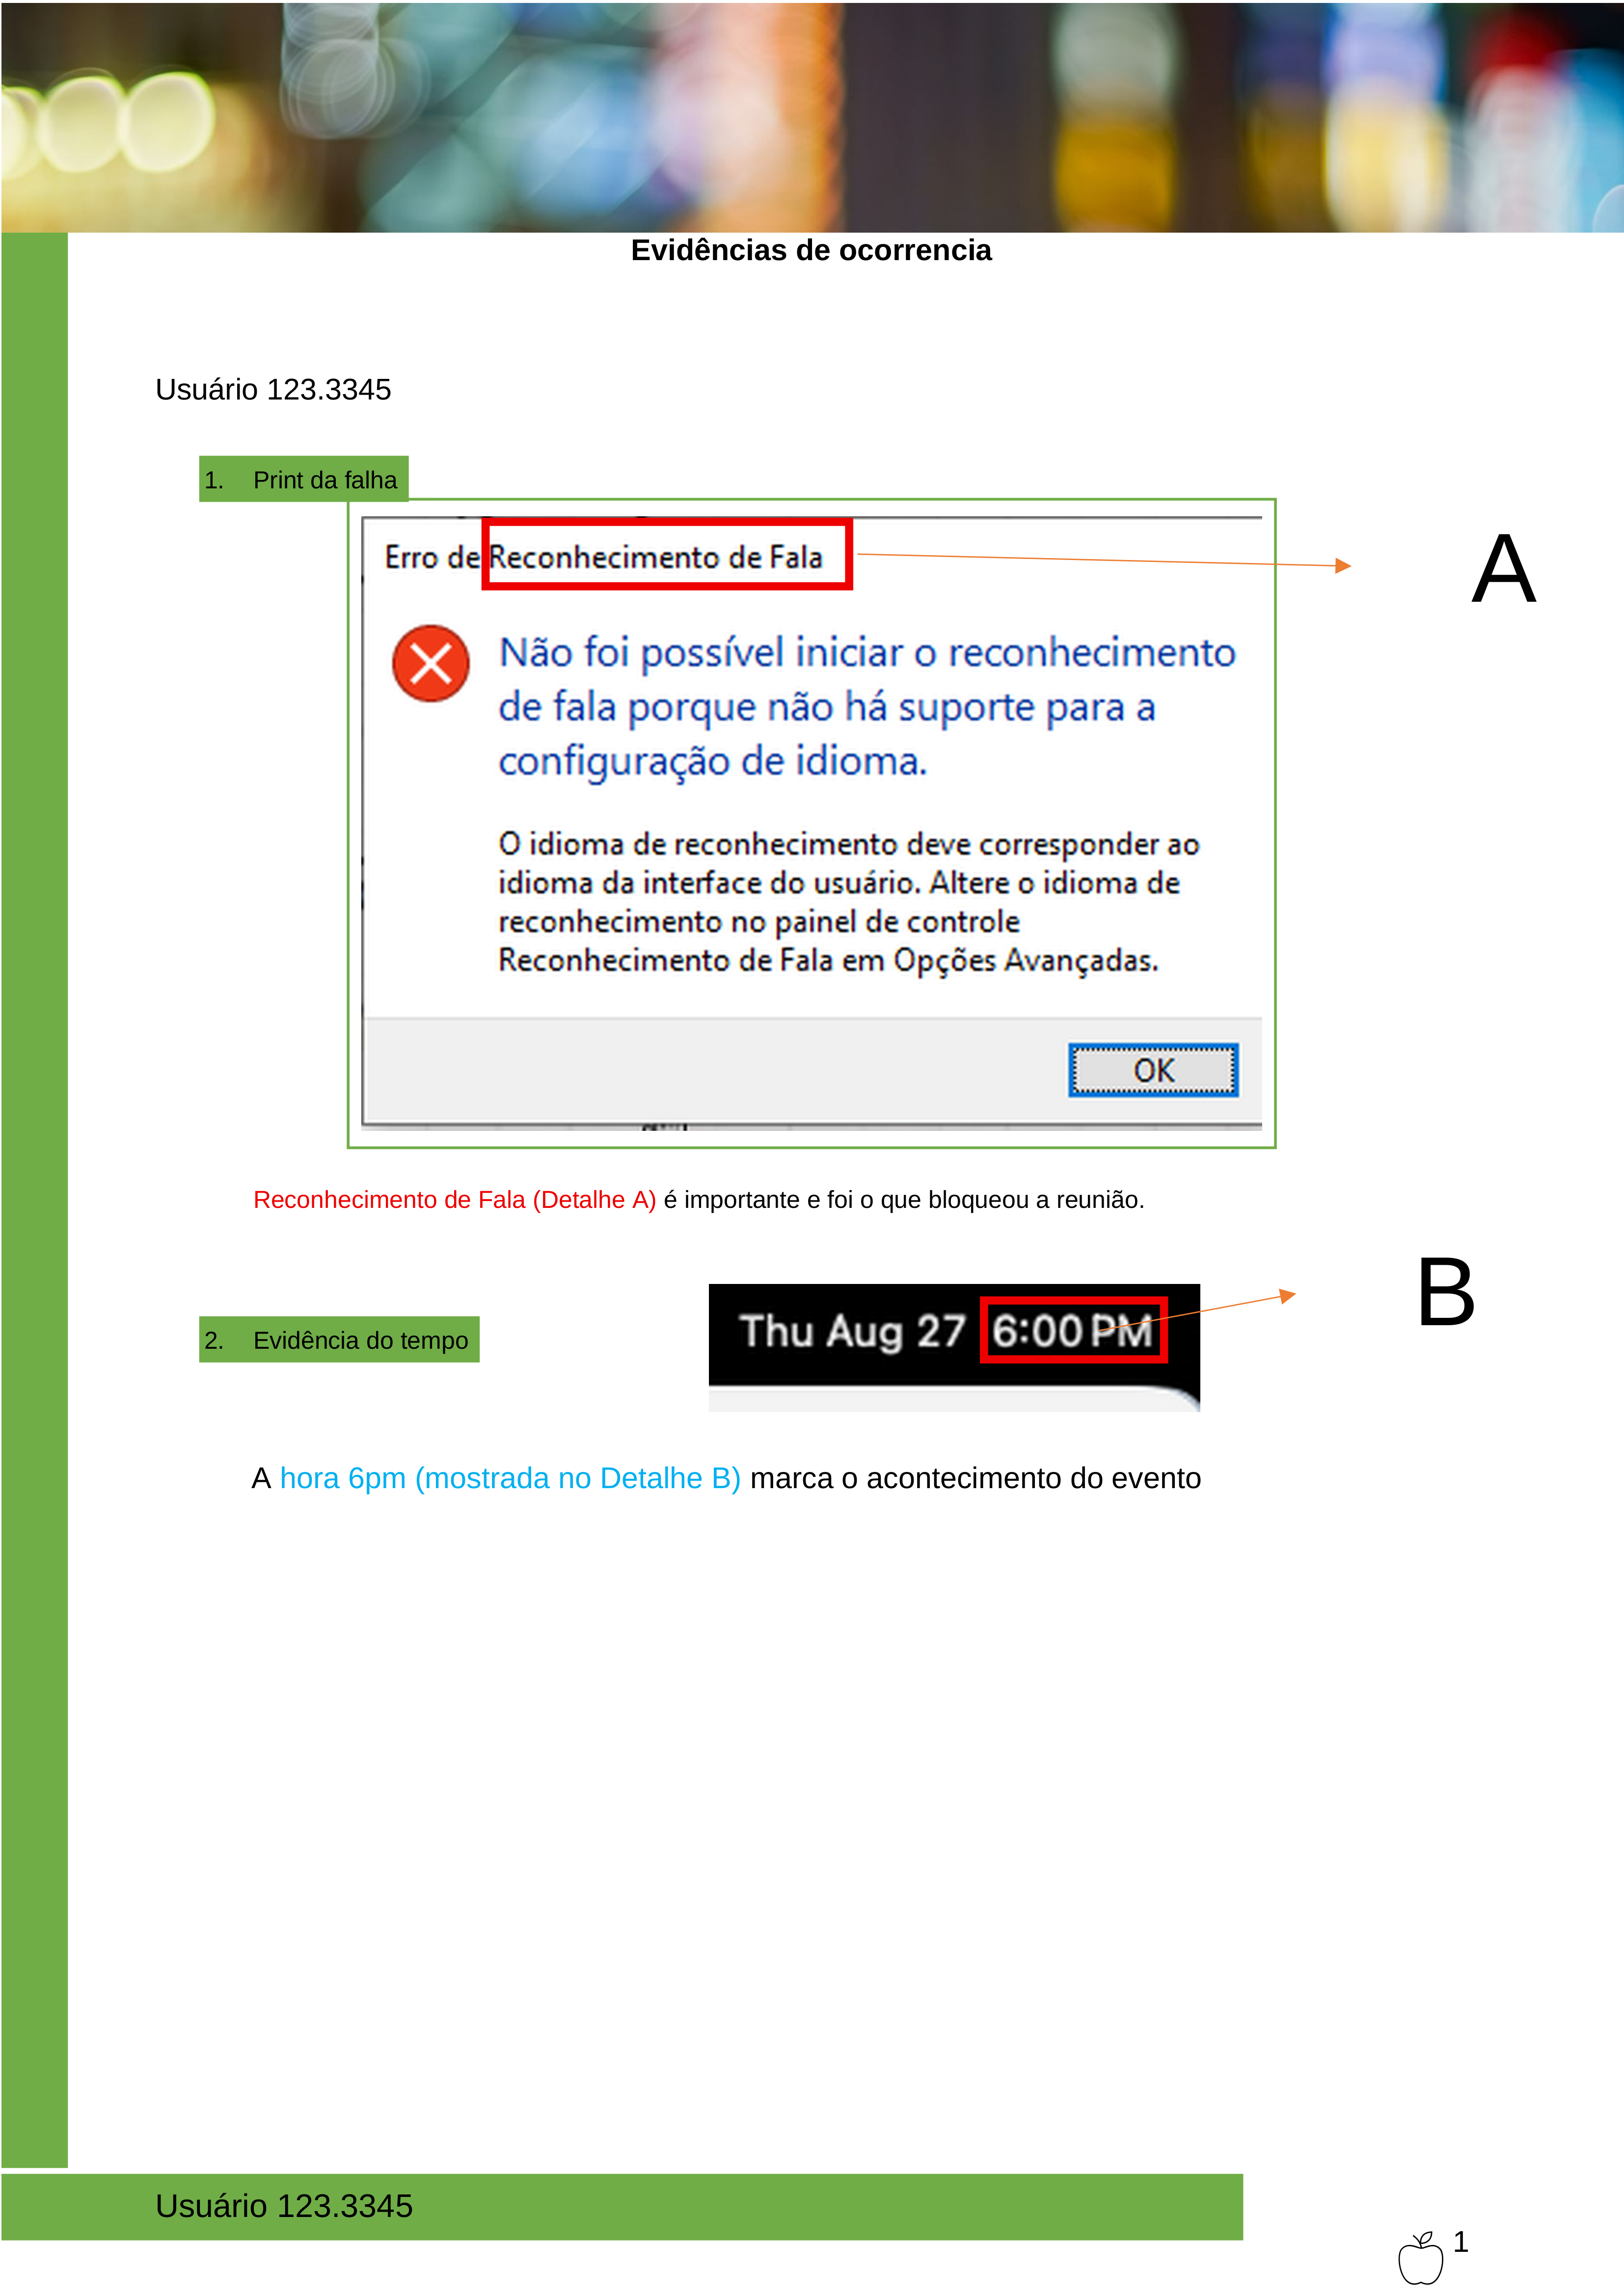 Evidências de ocorrencia
Usuário 123.3345
1. Print da falha
Erro de Reconhecimento de Fala
A
Não foi possível iniciar o reconhecimento
de fala porque não há suporte para a
configuração de idioma.
O idioma de reconhecimento deve corresponder ao
idioma da interface do usuário. Altere o idioma de
reconhecimento no painel de controle
Reconhecimento de Fala em Opções Avançadas.
OK
Reconhecimento de Fala (Detalhe A) é importante e foi o que bloqueou a reunião.
B
Thu Aug 27 6:00 PM
2. Evidência do tempo
A hora 6pm (mostrada no Detalhe B) marca o acontecimento do evento
Usuário 123.3345
1